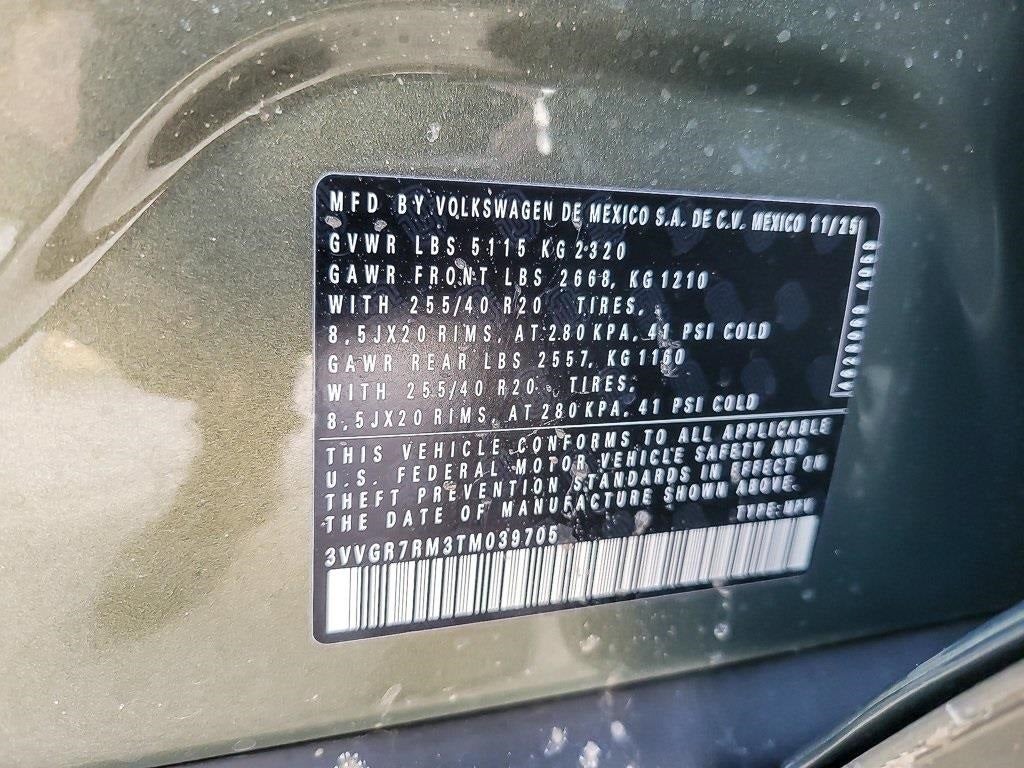 MFD BY VOLKSWAGEN DE MEXICO S.A. DE C.V. MEXICO 11/25
GVWR LBS 5115 KG 2320
GAWR FRONT LBS 2668, KG 1210
WITH 255/40 R20 TIRES,
8,5JX20 RIMS, AT 280 KPA, 41 PSI COLD
GAWR REAR LBS 2557, KG 1160
WITH 255/40 R20 TIRES,
8,5JX20 RIMS, AT 280 KPA, 41 PSI COLD
THIS VEHICLE CONFORMS TO ALL APPLICABLE
U.S. FEDERAL MOTOR VEHICLE SAFETY AND
THEFT PREVENTION STANDARDS IN EFFECT ON
THE DATE OF MANUFACTURE SHOWN ABOVE.
TYPE: MPV
3VVGR7RM3TM039705